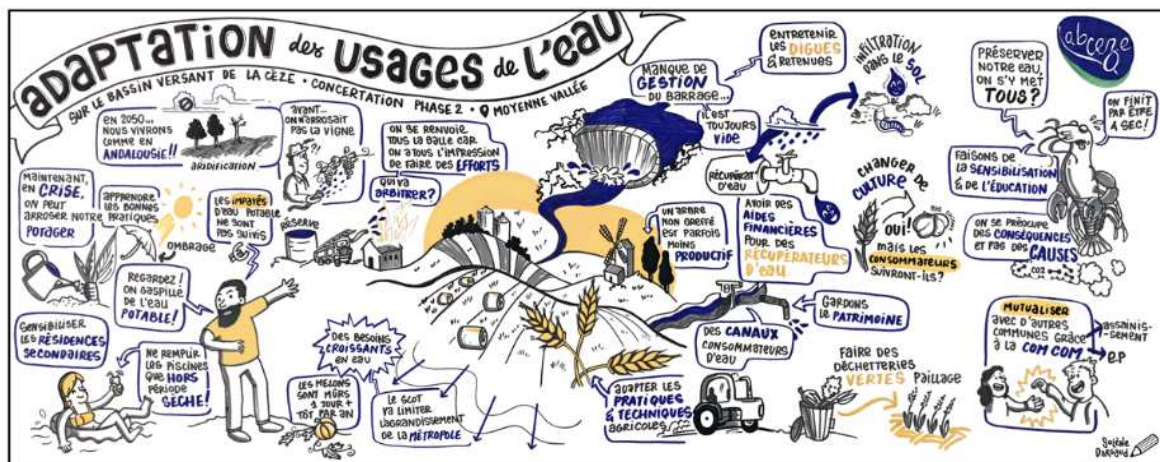 ADAPTATION des USAGES de L'EAU
SUR LE BASSIN VERSANT DE LA CÈZE • CONCERTATION PHASE 2 • MOYENNE VALLÉE
EN 2050...
NOUS VIVRONS
COMME EN
ANDALOUSIE!!
ARIDIFICATION
AVANT...
ON N'ARROSAIT
PAS LA VIGNE
?!
ON SE RENVOIE
TOUS LA BALLE CAR
ON A TOUS L'IMPRESSION
DE FAIRE DES EFFORTS
QUI VA
ARBITRER?
MANQUE DE
GESTION
DU BARRAGE...
IL EST
TOUJOURS
VIDE
ENTRETENIR
LES DIGUES
& RETENUES
INFILTRATION
DANS LE SOL
PRÉSERVER
NOTRE EAU,
ON S'Y MET
TOUS?
abcèze
ON FINIT
PAR ÊTRE
À SEC!
MAINTENANT,
EN CRISE,
ON PEUT
ARROSER NOTRE
POTAGER
APPRENDRE
LES BONNES
PRATIQUES
OMBRAGE
LES IMPAYÉS
D'EAU POTABLE
NE SONT
PAS SUIVIS
RÉSERVE
RÉCUPÉRAT°
D'EAU
AVOIR DES
AIDES
FINANCIÈRES
POUR DES
RÉCUPÉRATEURS
D'EAU
UN ARBRE
NON GREFFÉ
EST PARFOIS
MOINS
PRODUCTIF
CHANGER DE
CULTURE
OUI!
MAIS LES
CONSOMMATEURS
SUIVRONT-ILS?
FAISONS DE
LA SENSIBILISATION
& DE L'ÉDUCATION
ON SE PRÉOCUPE
DES CONSÉQUENCES
ET PAS DES CAUSES
CO2
REGARDEZ!
ON GASPILLE
DE L'EAU
POTABLE!
SENSIBILISER
LES RÉSIDENCES
SECONDAIRES
NE REMPLIR
LES PISCINES
QUE HORS
PÉRIODE
SÈCHE!
LES MELONS
SONT MÛRS
1 JOUR +
TÔT PAR AN
DES BESOINS
CROISSANTS
EN EAU
LE SCOT
VA LIMITER
L'AGRANDISSEMENT
DE LA MÉTROPOLE
ADAPTER LES
PRATIQUES
& TECHNIQUES
AGRICOLES
DES CANAUX
CONSOMMATEURS
D'EAU
GARDONS
LE PATRIMOINE
FAIRE DES
DÉCHETTERIES
VERTES
PAILLAGE
MUTUALISER
AVEC D'AUTRES
COMMUNES GRÂCE
À LA COM COM
ASSAINIS-
SEMENT
E.P
Solène
Dargaud